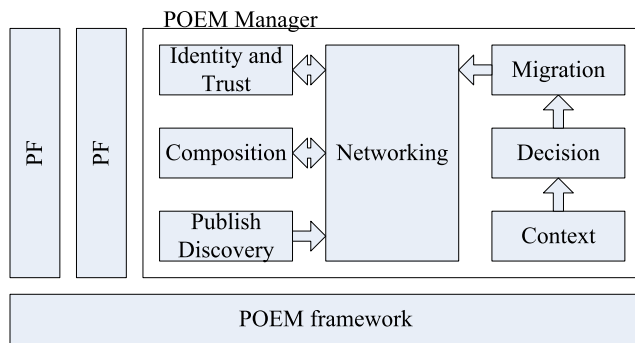 POEM Manager
PF
PF
Identity and
Trust
Networking
Migration
Composition
Decision
Publish
Discovery
Context
POEM framework